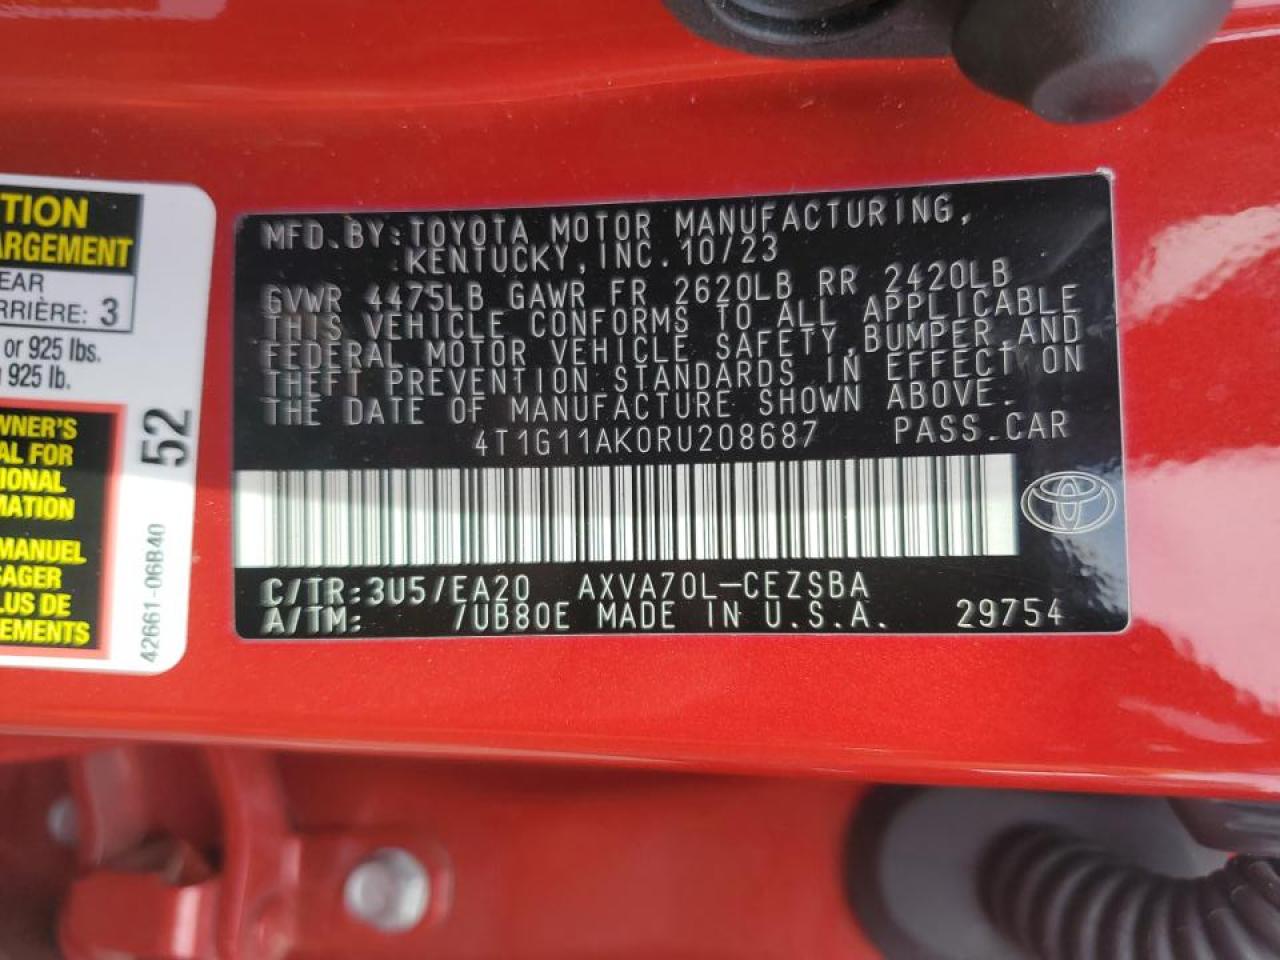 TION
ARGEMENT
EAR
RRIÈRE: 3
or 925 lbs.
925 lb.
WNER'S
AL FOR
IONAL
MATION
MANUEL
SAGER
LUS DE
EMENTS
52
42661-06B40
MFD.BY:TOYOTA MOTOR MANUFACTURING,
KENTUCKY,INC.10/23
GVWR 4475LB GAWR FR 2620LB RR 2420LB
THIS VEHICLE CONFORMS TO ALL APPLICABLE
FEDERAL MOTOR VEHICLE SAFETY,BUMPER,AND
THEFT PREVENTION STANDARDS IN EFFECT ON
THE DATE OF MANUFACTURE SHOWN ABOVE.
4T1G11AK0RU208687 PASS.CAR
C/TR:3U5/EA20 AXVA70L-CEZSBA
A/TM: /UB80E MADE IN U.S.A. 29754